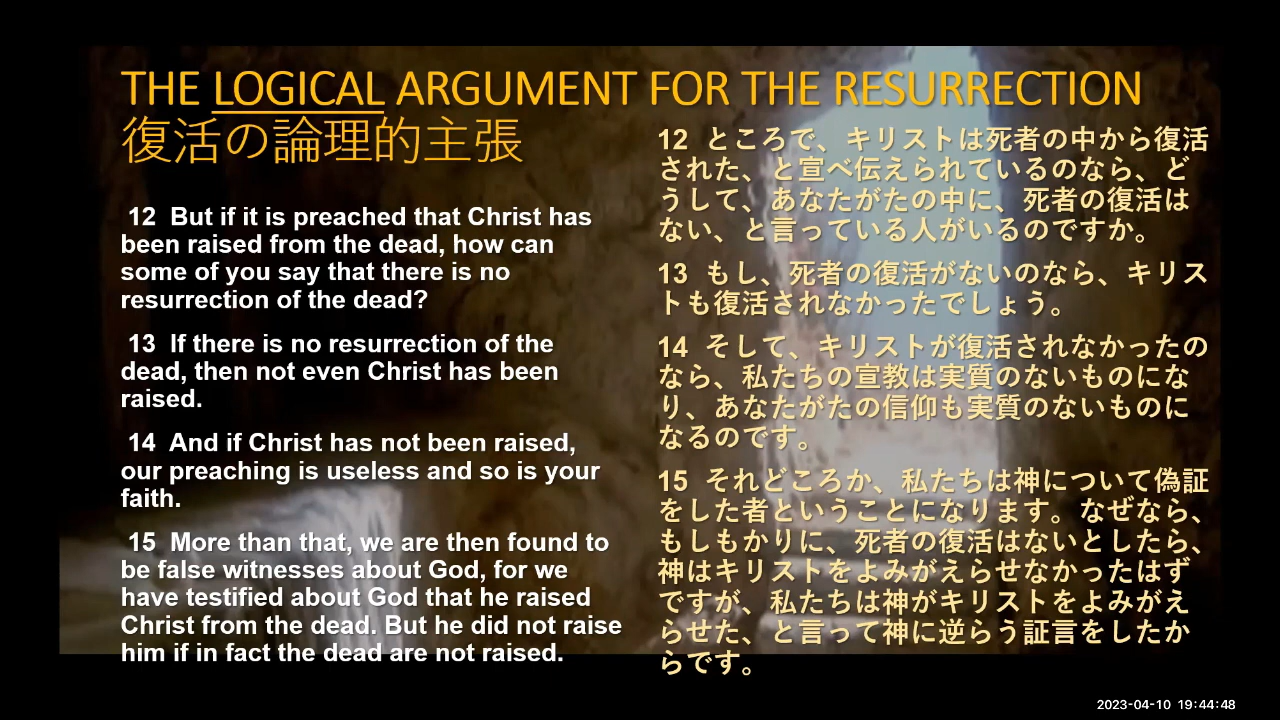 THE LOGICAL ARGUMENT FOR THE RESURRECTION
復活の論理的主張
12 But if it is preached that Christ has
been raised from the dead, how can
some of you say that there is no
resurrection of the dead?
13 If there is no resurrection of the
dead, then not even Christ has been
raised.
14 And if Christ has not been raised,
our preaching is useless and so is your
faith.
15 More than that, we are then found to
be false witnesses about God, for we
have testified about God that he raised
Christ from the dead. But he did not raise
him if in fact the dead are not raised.
12 ところで、キリストは死者の中から復活
された、と宣べ伝えられているのなら、ど
うして、あなたがたの中に、死者の復活は
ない、と言っている人がいるのですか。
13 もし、死者の復活がないのなら、キリス
トも復活されなかったでしょう。
14 そして、キリストが復活されなかったの
なら、私たちの宣教は実質のないものにな
り、あなたがたの信仰も実質のないものに
なるのです。
15 それどころか、私たちは神について偽証
をした者ということになります。なぜなら、
もしもかりに、死者の復活はないとしたら、
神はキリストをよみがえらせなかったはず
ですが、私たちは神がキリストをよみがえ
らせた、と言って神に逆らう証言をしたか
らです。
2023-04-10 19:44:48